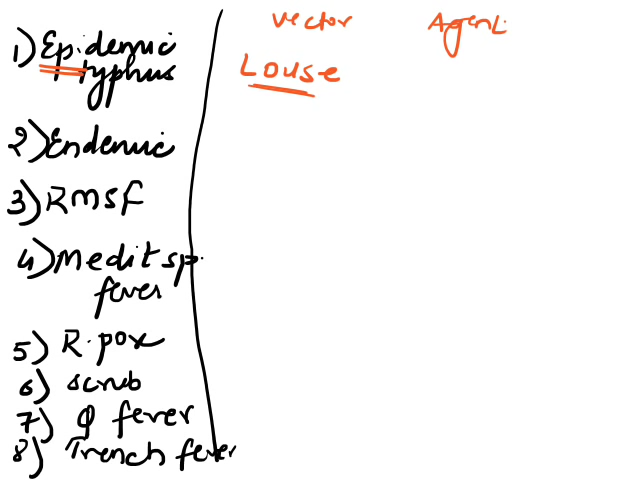 vector Agent
1) Epidemic Louse
typhus
2) Endemic
3) RMSF
4) Medit sp.
fever
5) R. pox
6) scrub
7) Q fever
8) Trench fever